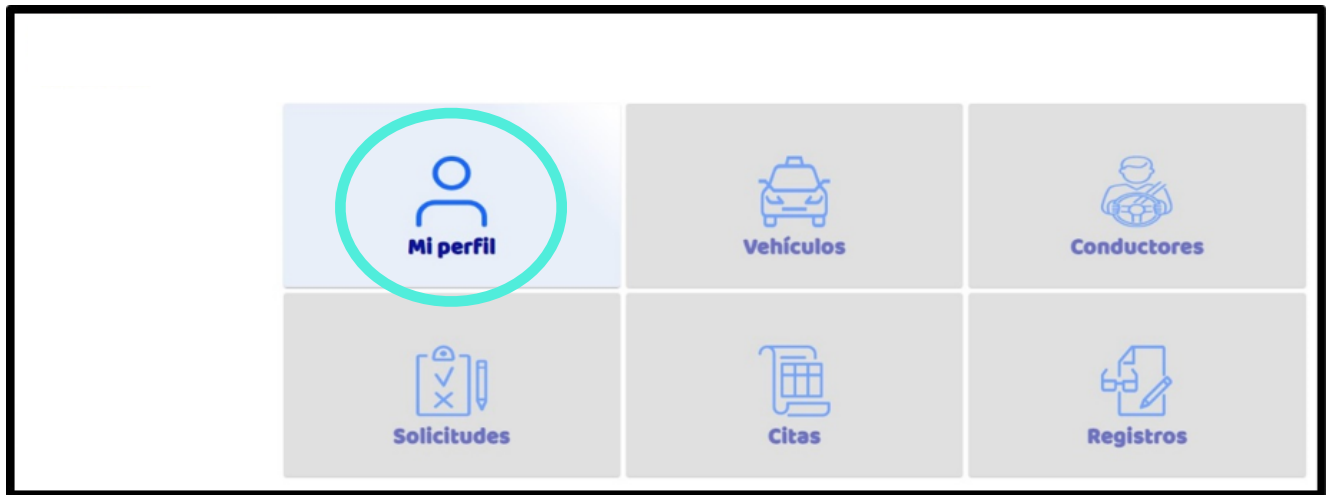 Mi perfil
Vehículos
Conductores
Solicitudes
Citas
Registros